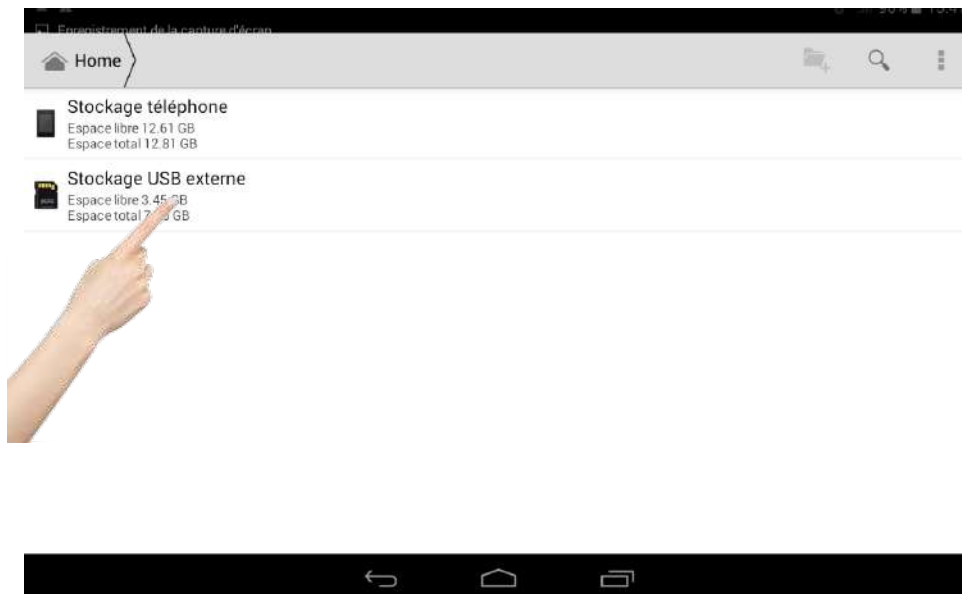 Enregistrement de la capture d'écran
Home
Stockage téléphone
Espace libre 12.61 GB
Espace total 12.81 GB
Stockage USB externe
Espace libre 3.45 GB
Espace total GB